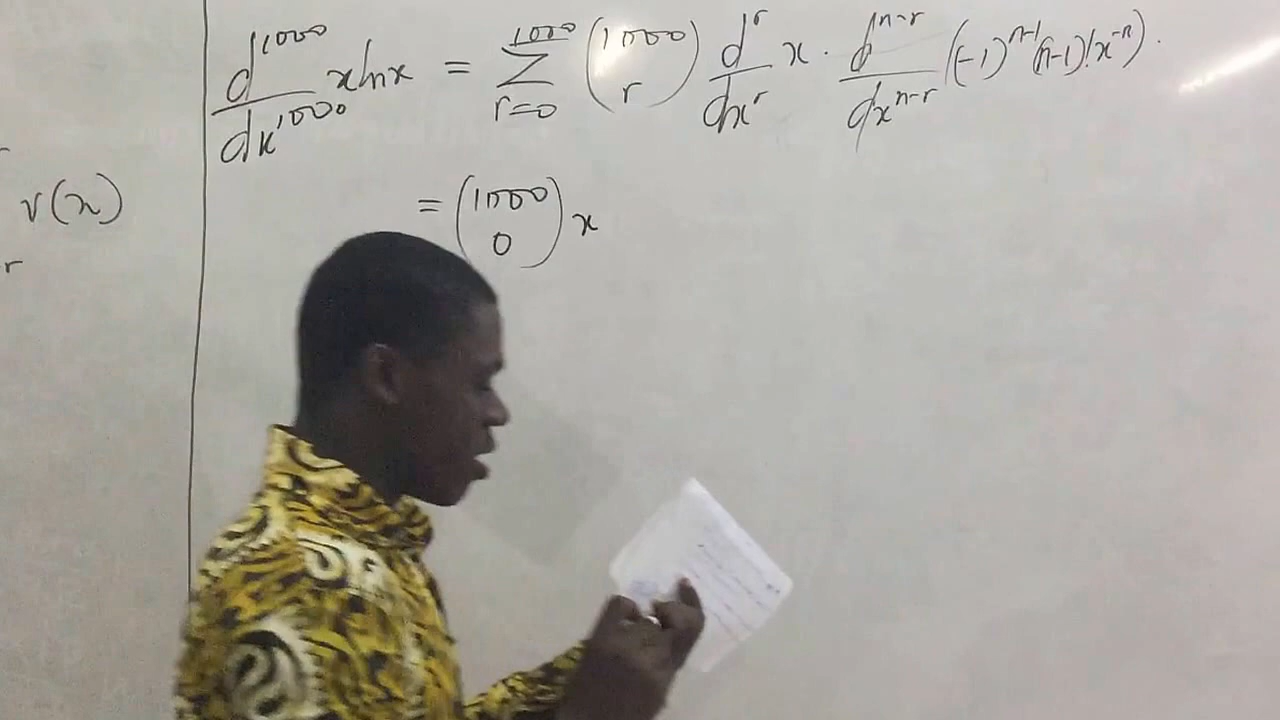 d¹⁰⁰⁰/dx¹⁰⁰⁰ x ln x = Σ_{r=0}^{1000} (1000 r) d^r/dx^r x · d^{n-r}/dx^{n-r} (-1)^{n-1}(n-1)! x^{-n}).
v(x)
= (1000 0) x
r